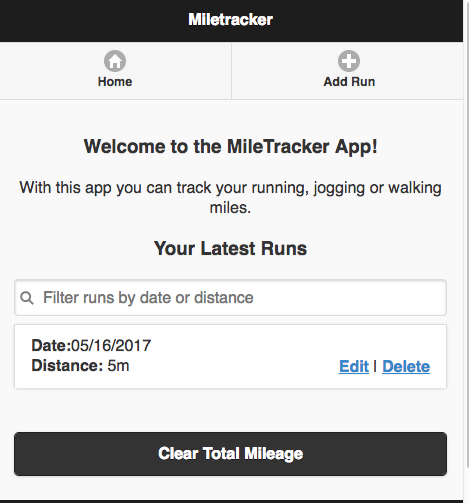 Miletracker
Home
Add Run
Welcome to the MileTracker App!
With this app you can track your running, jogging or walking
miles.
Your Latest Runs
Filter runs by date or distance
Date:05/16/2017
Distance: 5m
Edit | Delete
Clear Total Mileage